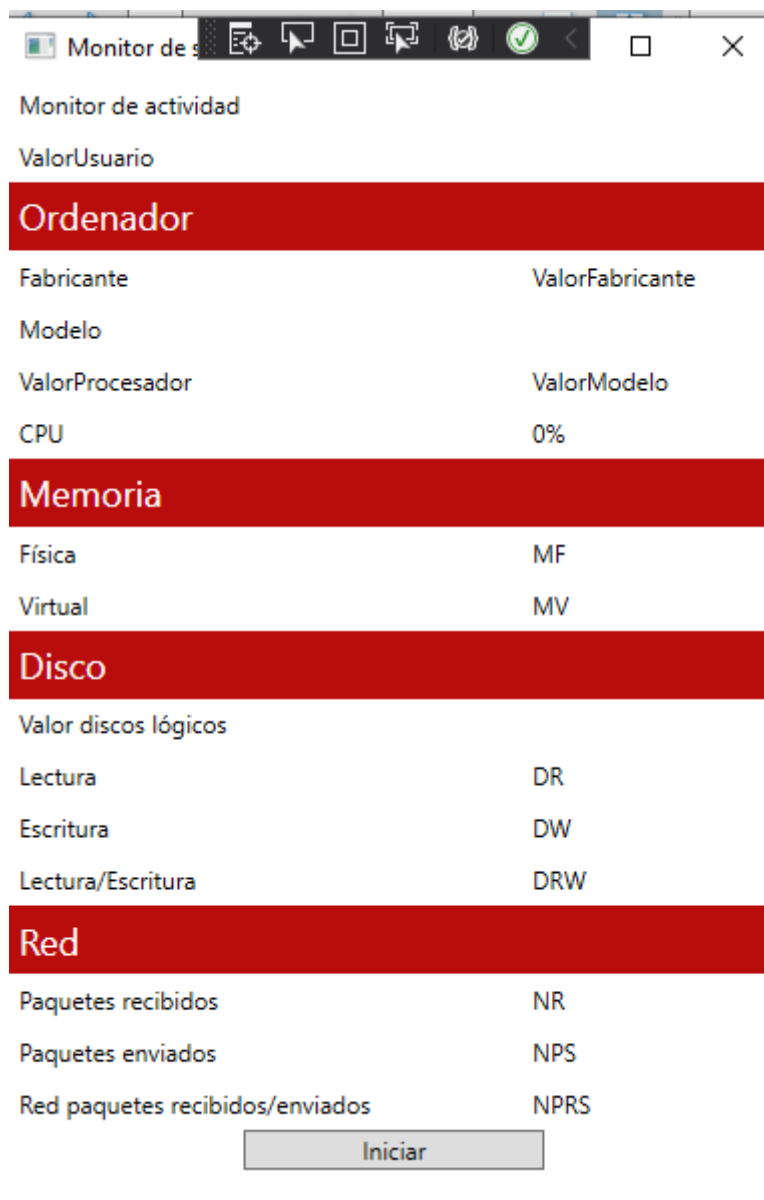 Monitor de s
Monitor de actividad
ValorUsuario
Ordenador
Fabricante ValorFabricante
Modelo
ValorProcesador ValorModelo
CPU 0%
Memoria
Física MF
Virtual MV
Disco
Valor discos lógicos
Lectura DR
Escritura DW
Lectura/Escritura DRW
Red
Paquetes recibidos NR
Paquetes enviados NPS
Red paquetes recibidos/enviados NPRS
Iniciar